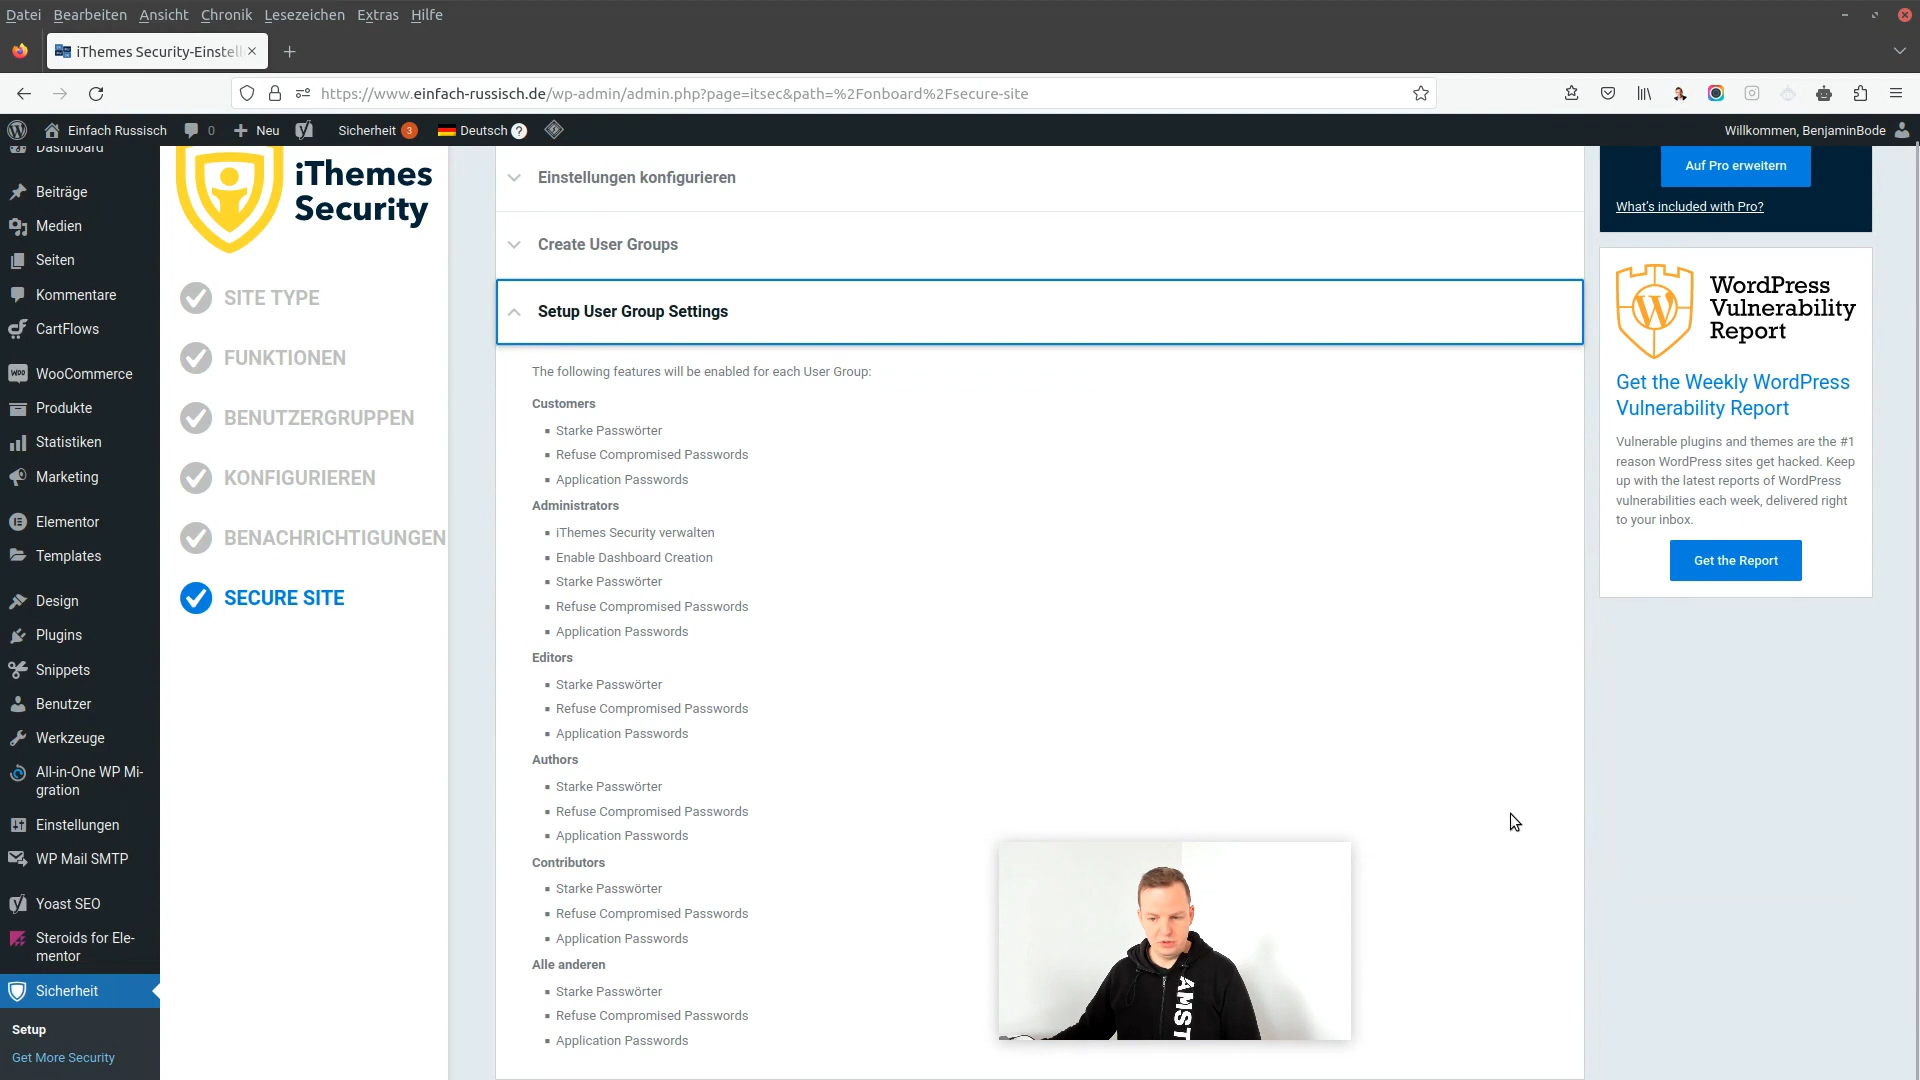 Datei Bearbeiten Ansicht Chronik Lesezeichen Extras Hilfe
iThemes Security-Einstell
https://www.einfach-russisch.de/wp-admin/admin.php?page=itsec&path=%2Fonboard%2Fsecure-site
Einfach Russisch 0 Neu Sicherheit 3 Deutsch ? Willkommen, BenjaminBode
Dashboard
Beiträge
Medien
Seiten
Kommentare
CartFlows
WooCommerce
Produkte
Statistiken
Marketing
Elementor
Templates
Design
Plugins
Snippets
Benutzer
Werkzeuge
All-in-One WP Mi-
gration
Einstellungen
WP Mail SMTP
Yoast SEO
Steroids for Ele-
mentor
Sicherheit
Setup
Get More Security
iThemes
Security
SITE TYPE
FUNKTIONEN
BENUTZERGRUPPEN
KONFIGURIEREN
BENACHRICHTIGUNGEN
SECURE SITE
Einstellungen konfigurieren
Create User Groups
Setup User Group Settings
The following features will be enabled for each User Group:
Customers
Starke Passwörter
Refuse Compromised Passwords
Application Passwords
Administrators
iThemes Security verwalten
Enable Dashboard Creation
Starke Passwörter
Refuse Compromised Passwords
Application Passwords
Editors
Starke Passwörter
Refuse Compromised Passwords
Application Passwords
Authors
Starke Passwörter
Refuse Compromised Passwords
Application Passwords
Contributors
Starke Passwörter
Refuse Compromised Passwords
Application Passwords
Alle anderen
Starke Passwörter
Refuse Compromised Passwords
Application Passwords
AMST
Auf Pro erweitern
What's included with Pro?
WordPress
Vulnerability
Report
Get the Weekly WordPress
Vulnerability Report
Vulnerable plugins and themes are the #1
reason WordPress sites get hacked. Keep
up with the latest reports of WordPress
vulnerabilities each week, delivered right
to your inbox.
Get the Report